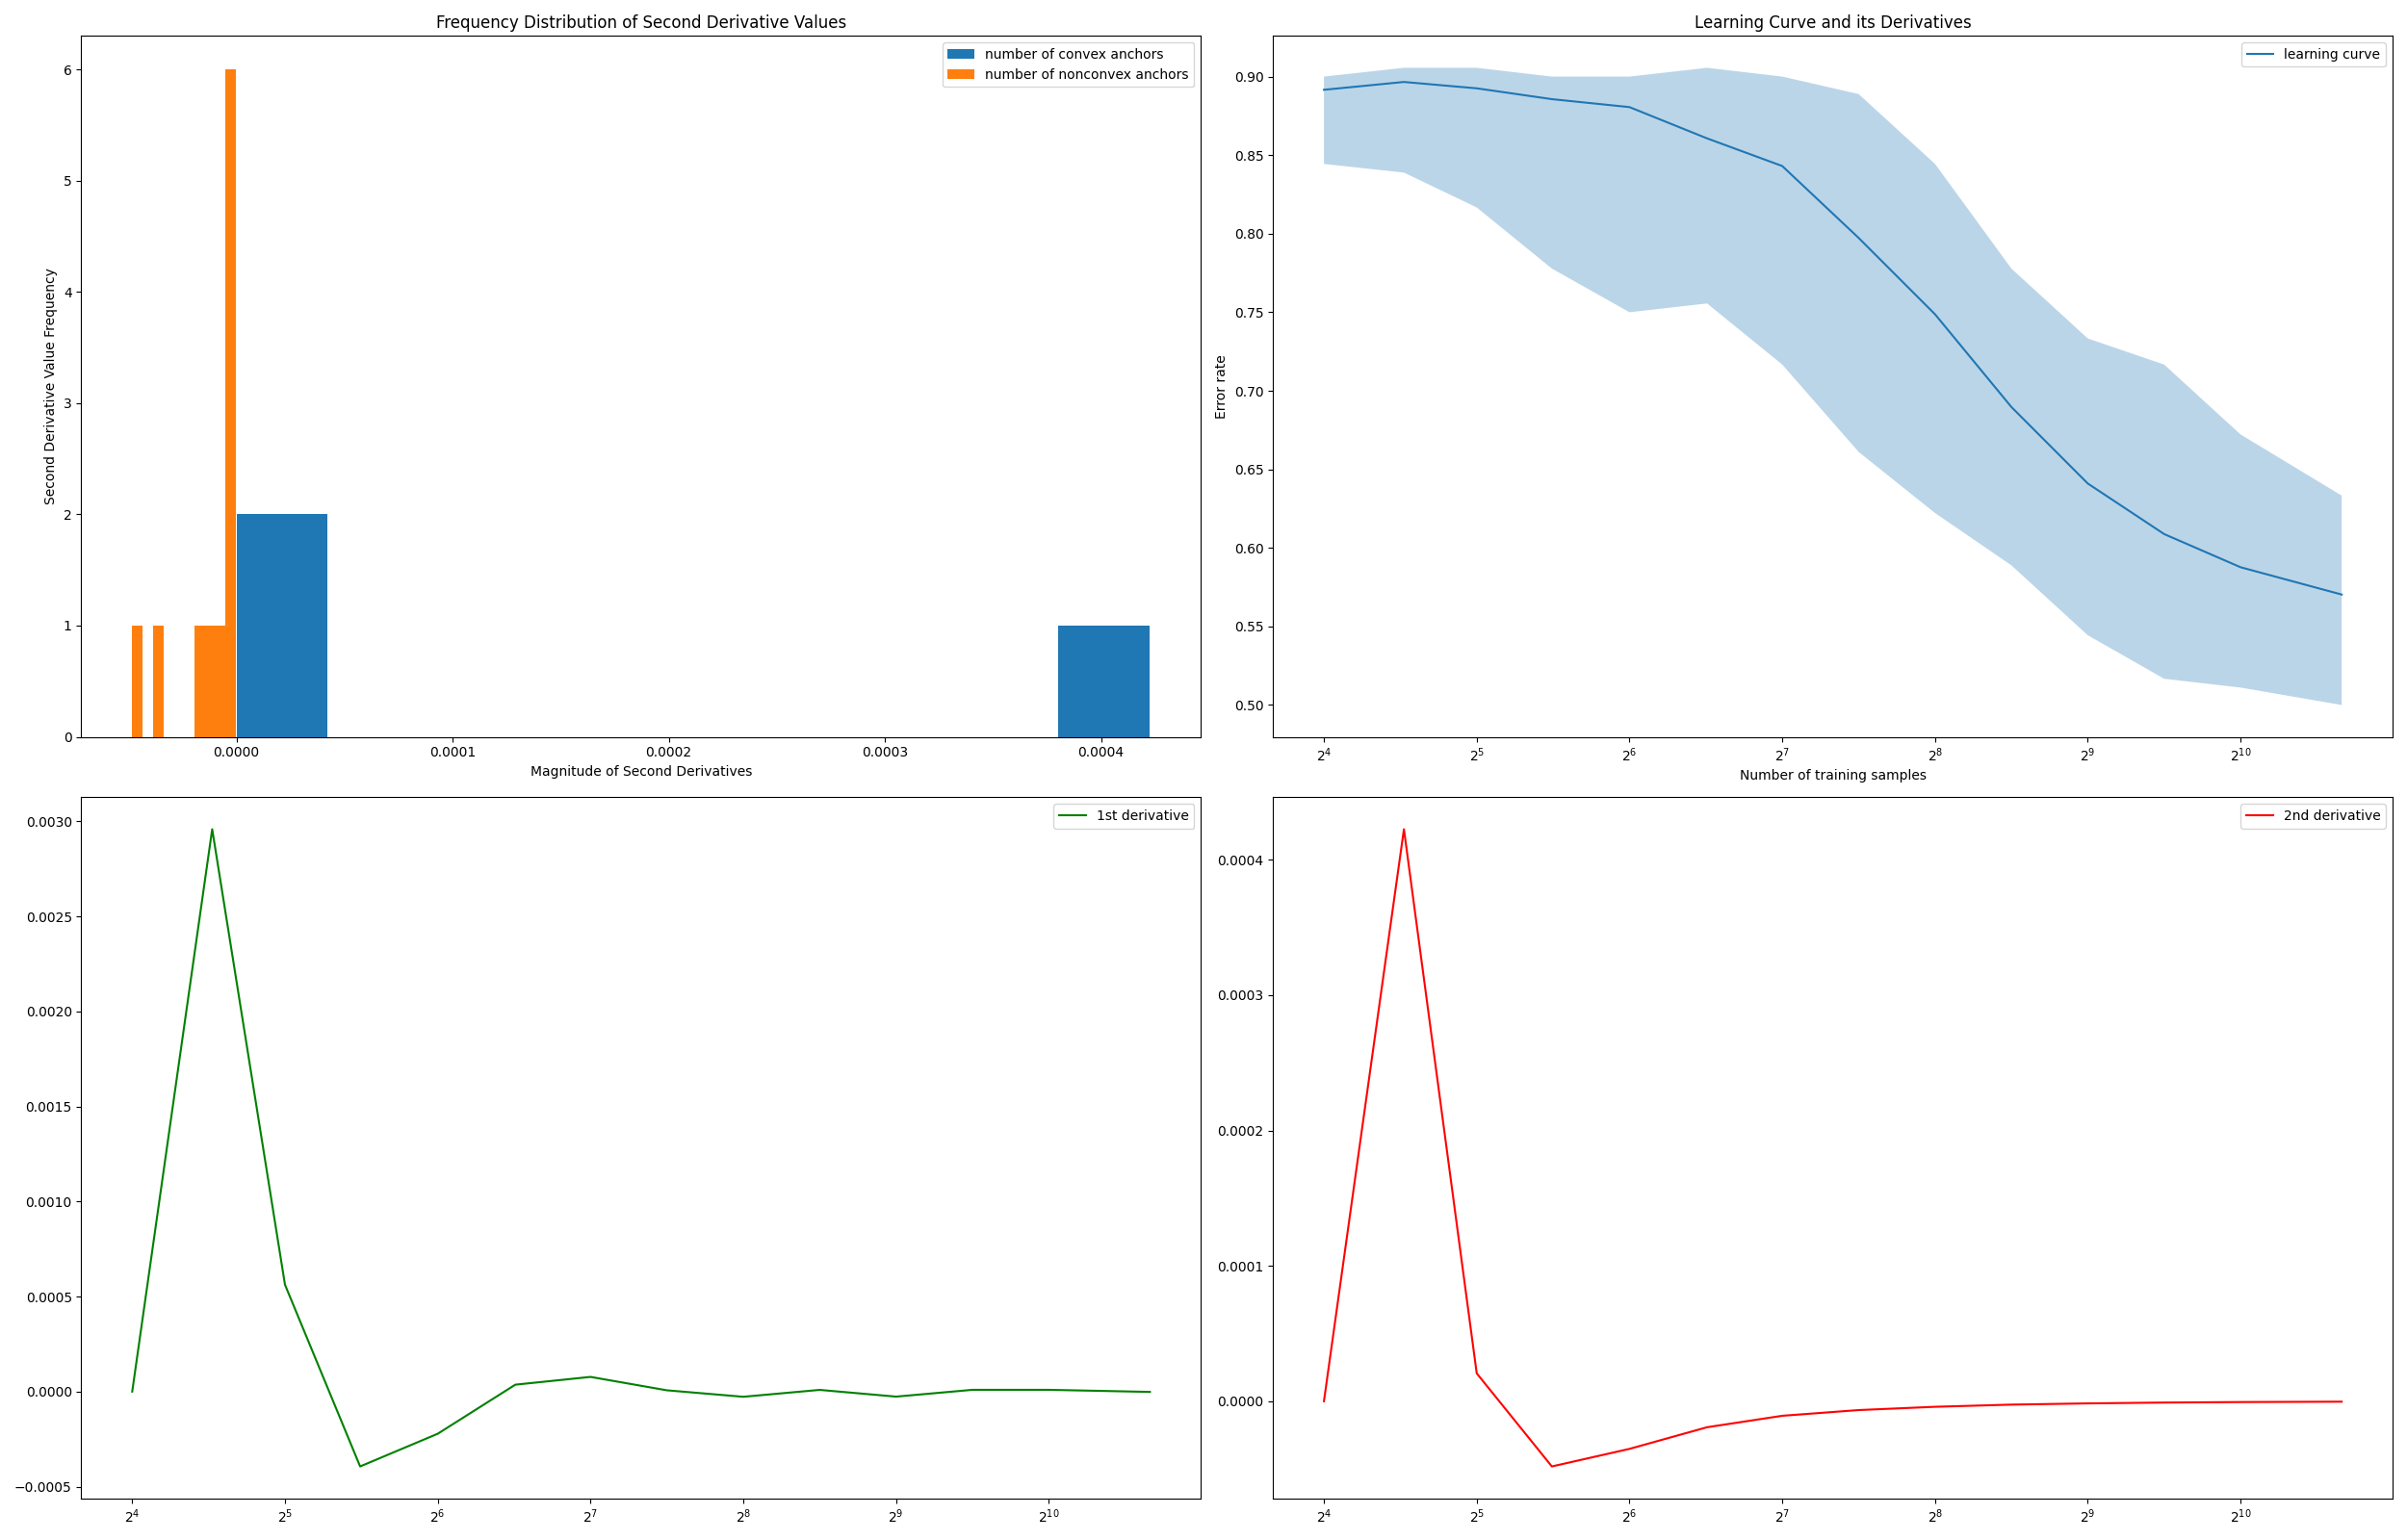 Frequency Distribution of Second Derivative Values
number of convex anchors
number of nonconvex anchors
6
5
4
3
2
1
0
Second Derivative Value Frequency
0.0000 0.0001 0.0002 0.0003 0.0004
Magnitude of Second Derivatives
Learning Curve and its Derivatives
learning curve
0.90
0.85
0.80
0.75
0.70
0.65
0.60
0.55
0.50
Error rate
2⁴ 2⁵ 2⁶ 2⁷ 2⁸ 2⁹ 2¹⁰
Number of training samples
1st derivative
0.0030
0.0025
0.0020
0.0015
0.0010
0.0005
0.0000
−0.0005
2⁴ 2⁵ 2⁶ 2⁷ 2⁸ 2⁹ 2¹⁰
2nd derivative
0.0004
0.0003
0.0002
0.0001
0.0000
2⁴ 2⁵ 2⁶ 2⁷ 2⁸ 2⁹ 2¹⁰